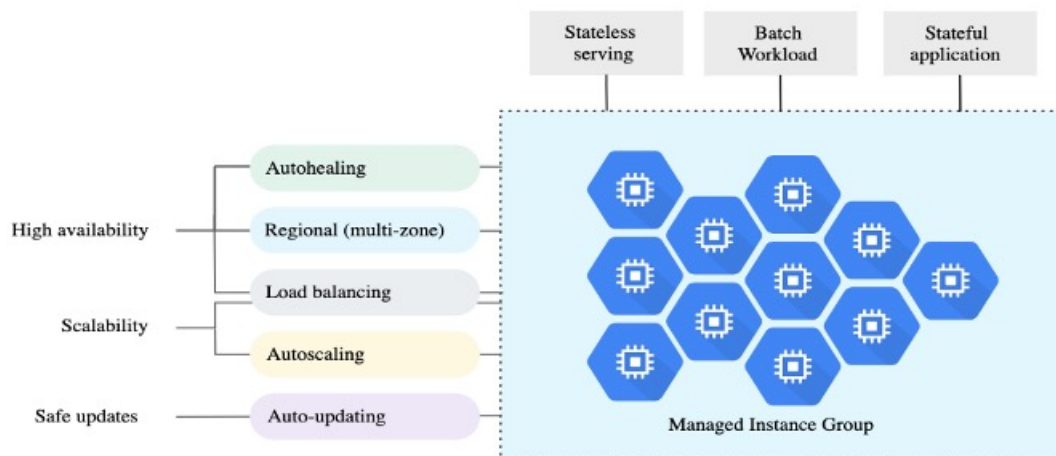 Stateless
serving
Batch
Workload
Stateful
application
Autohealing
High availability
Regional (multi-zone)
Load balancing
Scalability
Autoscaling
Safe updates
Auto-updating
Managed Instance Group